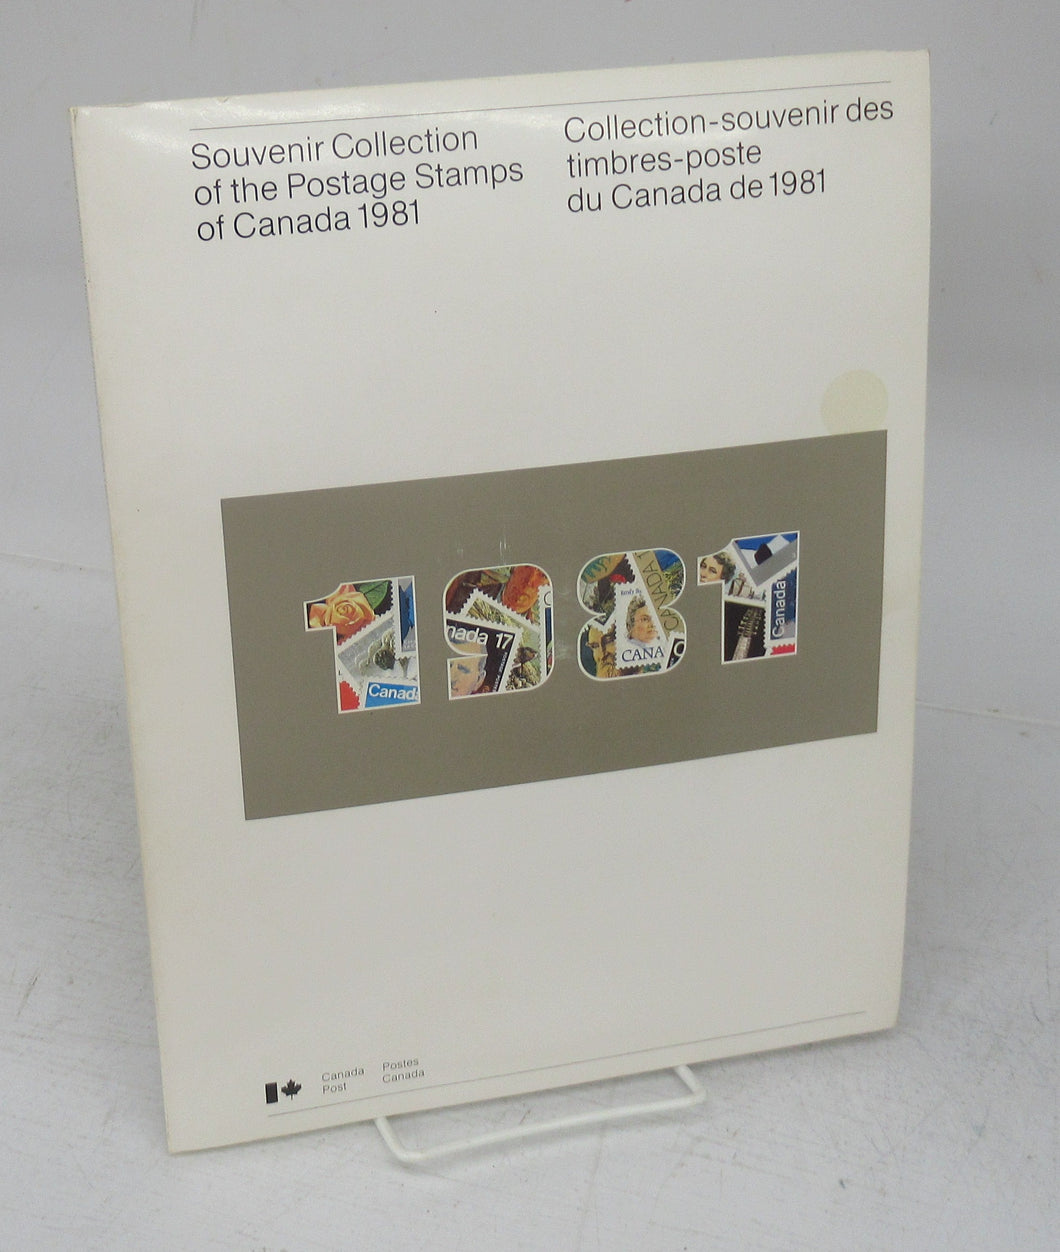 Souvenir Collection
of the Postage Stamps
of Canada 1981
Collection-souvenir des
timbres-poste
du Canada de 1981
1981
Canada
nada 17
CANADA
CANA
Canada
Canada
Post
Postes
Canada